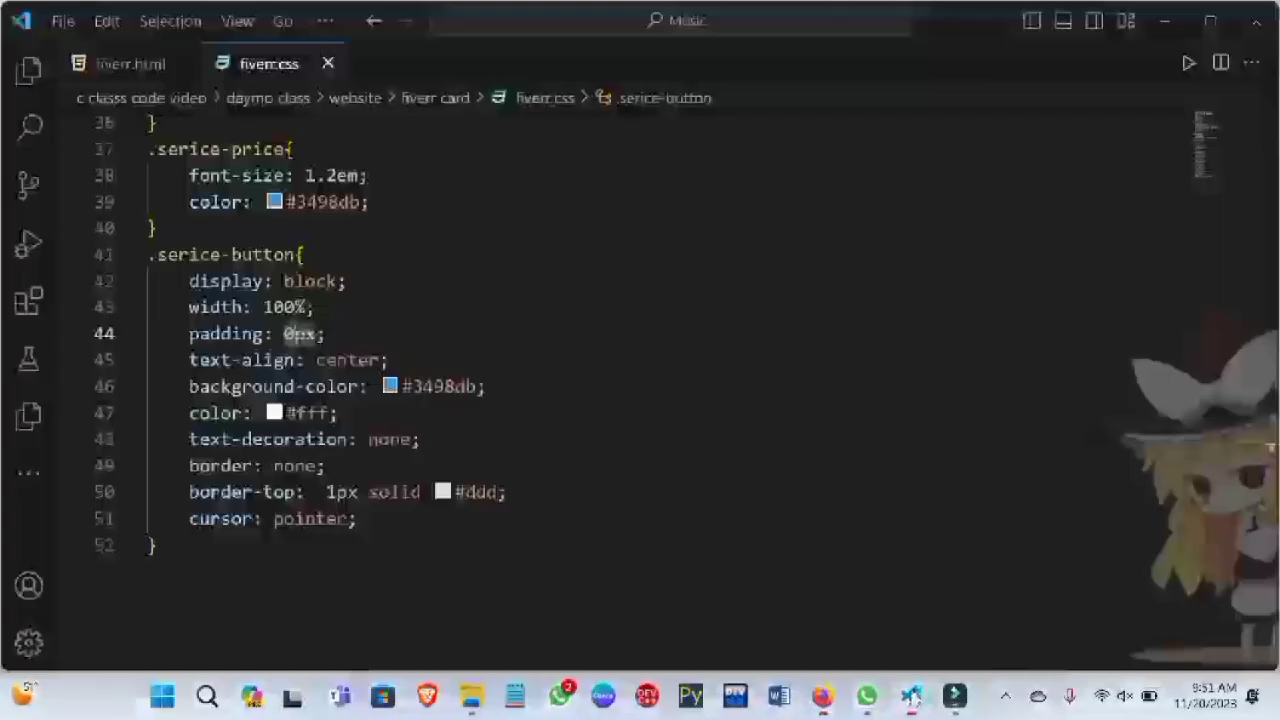 File Edit Selection View Go ... Music
fiverr.html fiverr.css
c classs code video > daymo class > website > fiverr card > fiverr.css > .serice-button
36 }
37 .serice-price{
38 font-size: 1.2em;
39 color: #3498db;
40 }
41 .serice-button{
42 display: block;
43 width: 100%;
44 padding: 0px;
45 text-align: center;
46 background-color: #3498db;
47 color: #fff;
48 text-decoration: none;
49 border: none;
50 border-top: 1px solid #ddd;
51 cursor: pointer;
52 }
2
DEV
Py
9:51 AM
11/20/2023